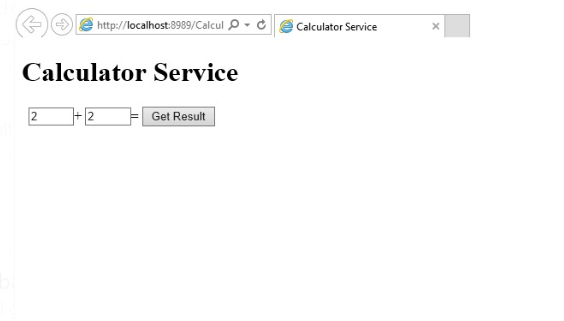 http://localhost:8989/Calcul
Calculator Service
Calculator Service
2 + 2 = Get Result